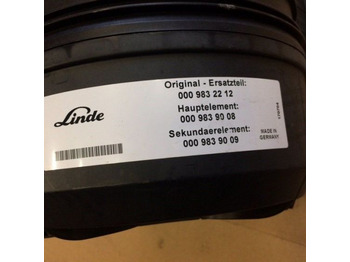 Original - Ersatzteil:
000 983 22 12
Linde
Hauptelement:
000 983 90 08
Sekundaerelement:
000 983 90 09
MADE IN
GERMANY